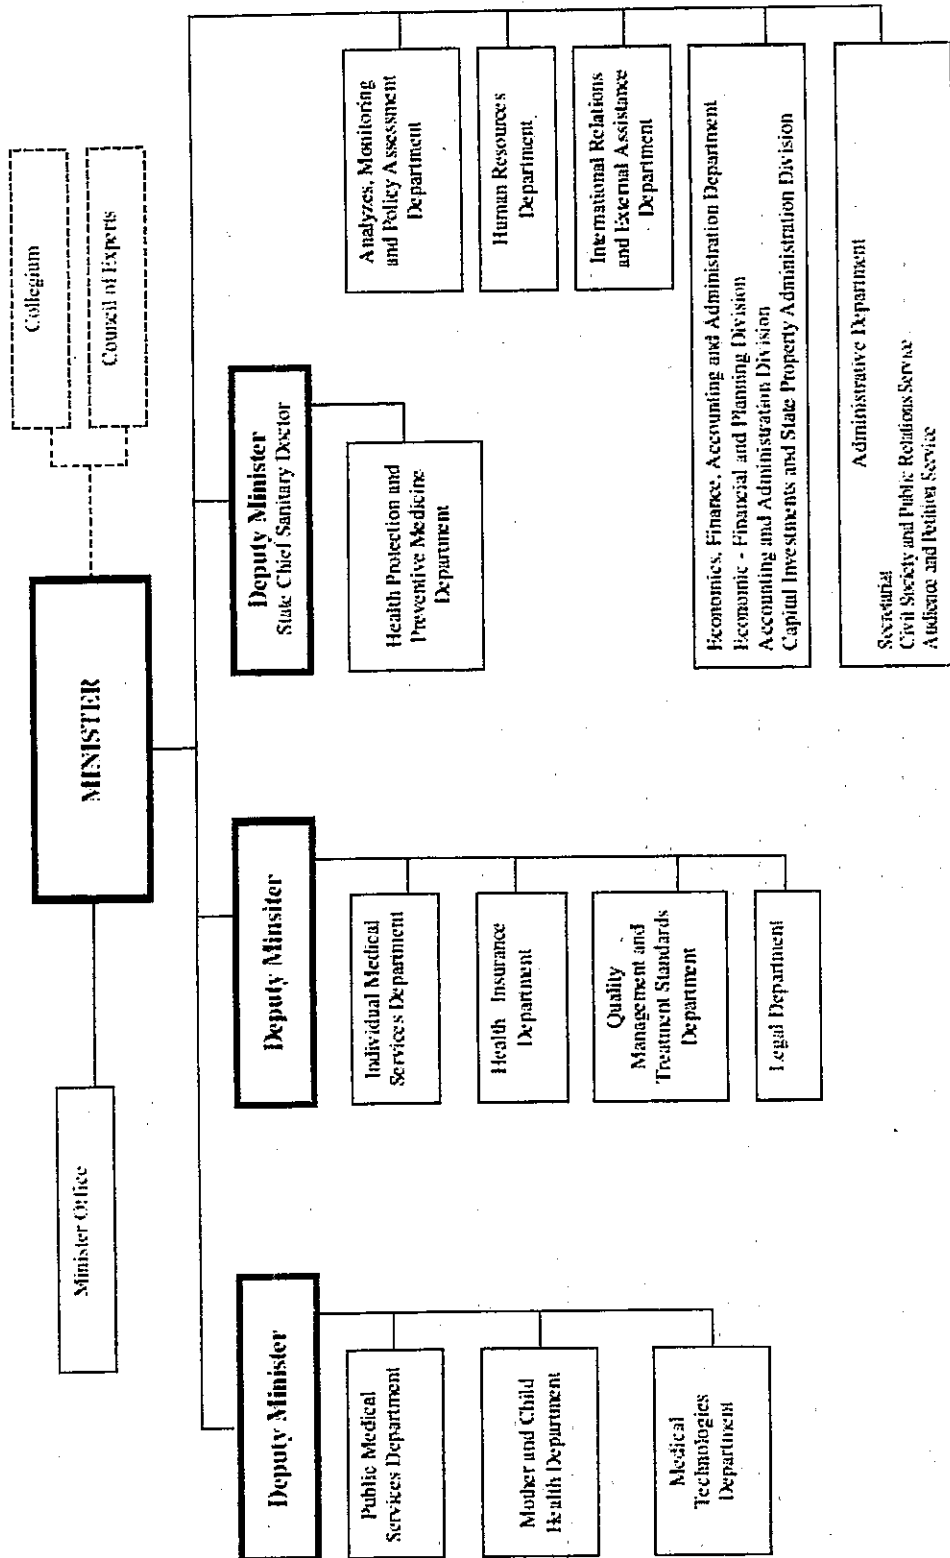 Collegium
Council of Experts
MINISTER
Minister Office
Deputy Minister
Public Medical
Services Department
Mother and Child
Health Department
Medical
Technologies
Department
Deputy Minsiter
Individual Medical
Services Department
Health Insurance
Department
Quality
Management and
Treatment Standards
Department
Legal Department
Deputy Minister
State Chief Sanitary Doctor
Health Protection and
Preventive Medicine
Department
Analyzes, Monitoring
and Policy Assessment
Department
Human Resources
Department
International Relations
and External Assistance
Department
Economics, Finance, Accounting and Administration Department
Economic - Financial and Planning Division
Accounting and Administration Division
Capital Investments and State Property Administration Division
Administrative Department
Secretariat
Civil Society and Public Relations Service
Audience and Petition Service